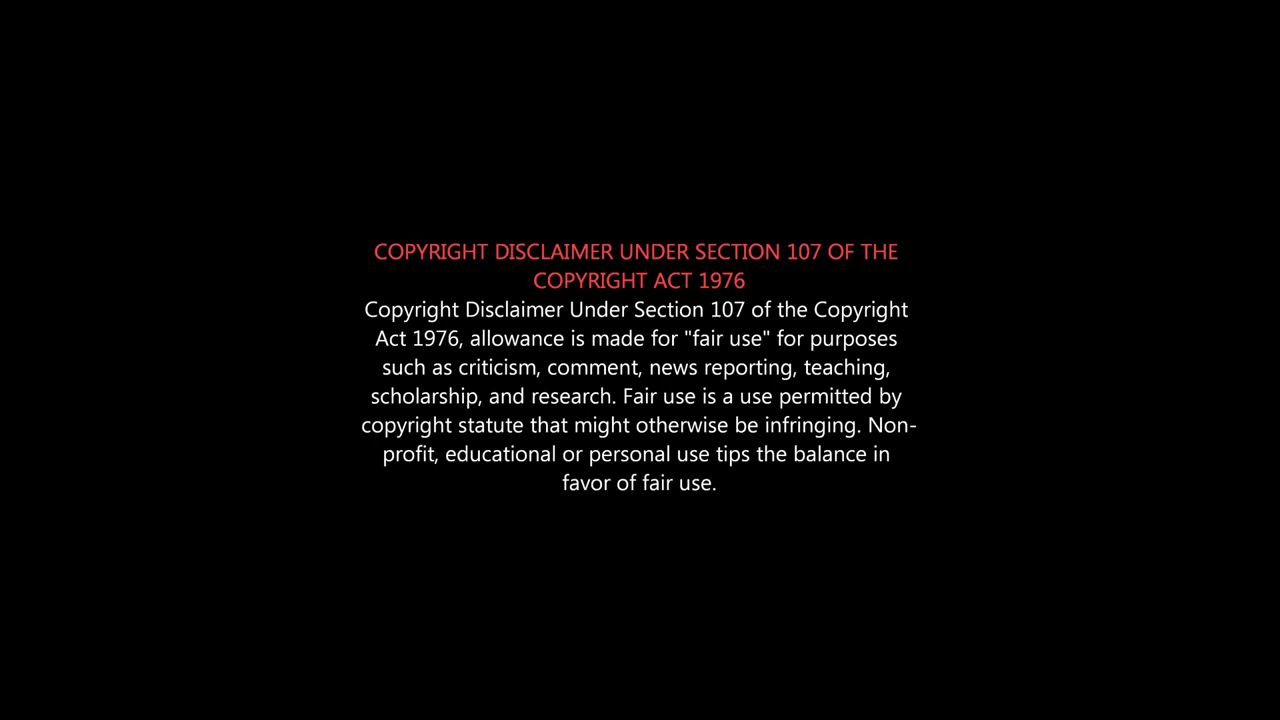 COPYRIGHT DISCLAIMER UNDER SECTION 107 OF THE
COPYRIGHT ACT 1976
Copyright Disclaimer Under Section 107 of the Copyright
Act 1976, allowance is made for "fair use" for purposes
such as criticism, comment, news reporting, teaching,
scholarship, and research. Fair use is a use permitted by
copyright statute that might otherwise be infringing. Non-
profit, educational or personal use tips the balance in
favor of fair use.